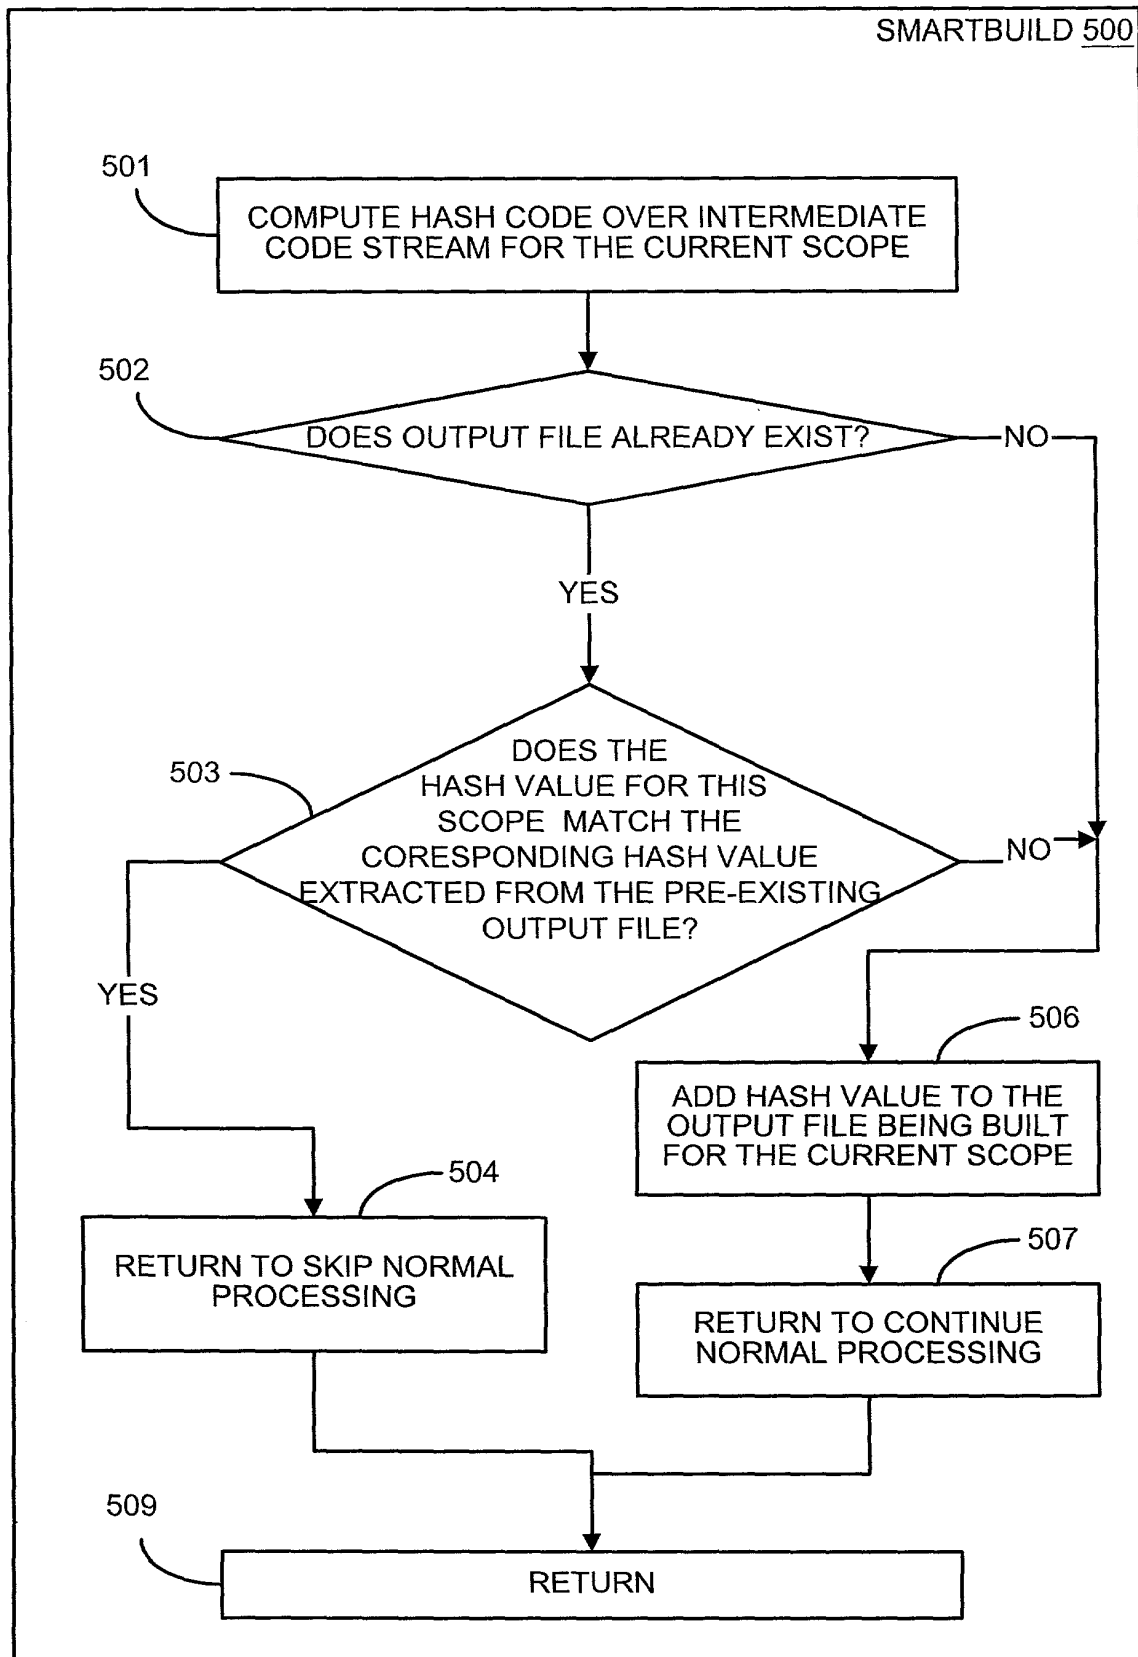 SMARTBUILD 500
501
COMPUTE HASH CODE OVER INTERMEDIATE
CODE STREAM FOR THE CURRENT SCOPE
502
DOES OUTPUT FILE ALREADY EXIST?
NO
YES
503
DOES THE
HASH VALUE FOR THIS
SCOPE MATCH THE
CORESPONDING HASH VALUE
EXTRACTED FROM THE PRE-EXISTING
OUTPUT FILE?
NO
YES
506
ADD HASH VALUE TO THE
OUTPUT FILE BEING BUILT
FOR THE CURRENT SCOPE
504
RETURN TO SKIP NORMAL
PROCESSING
507
RETURN TO CONTINUE
NORMAL PROCESSING
509
RETURN